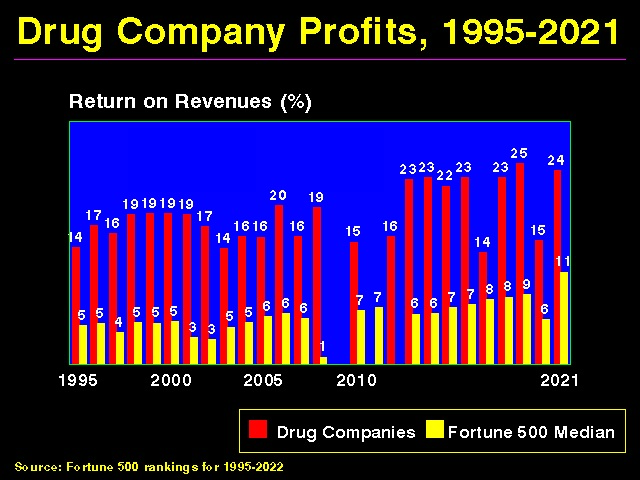 Drug Company Profits, 1995-2021
Return on Revenues (%)
14 17 16 19 19 19 19 17 14 16 16 20 16 19 15 16 23 23 22 23 14 23 25 15 24
5 5 4 5 5 5 3 3 5 5 6 6 6 1 7 7 6 6 7 7 8 8 9 6 11
1995 2000 2005 2010 2021
Drug Companies Fortune 500 Median
Source: Fortune 500 rankings for 1995-2022